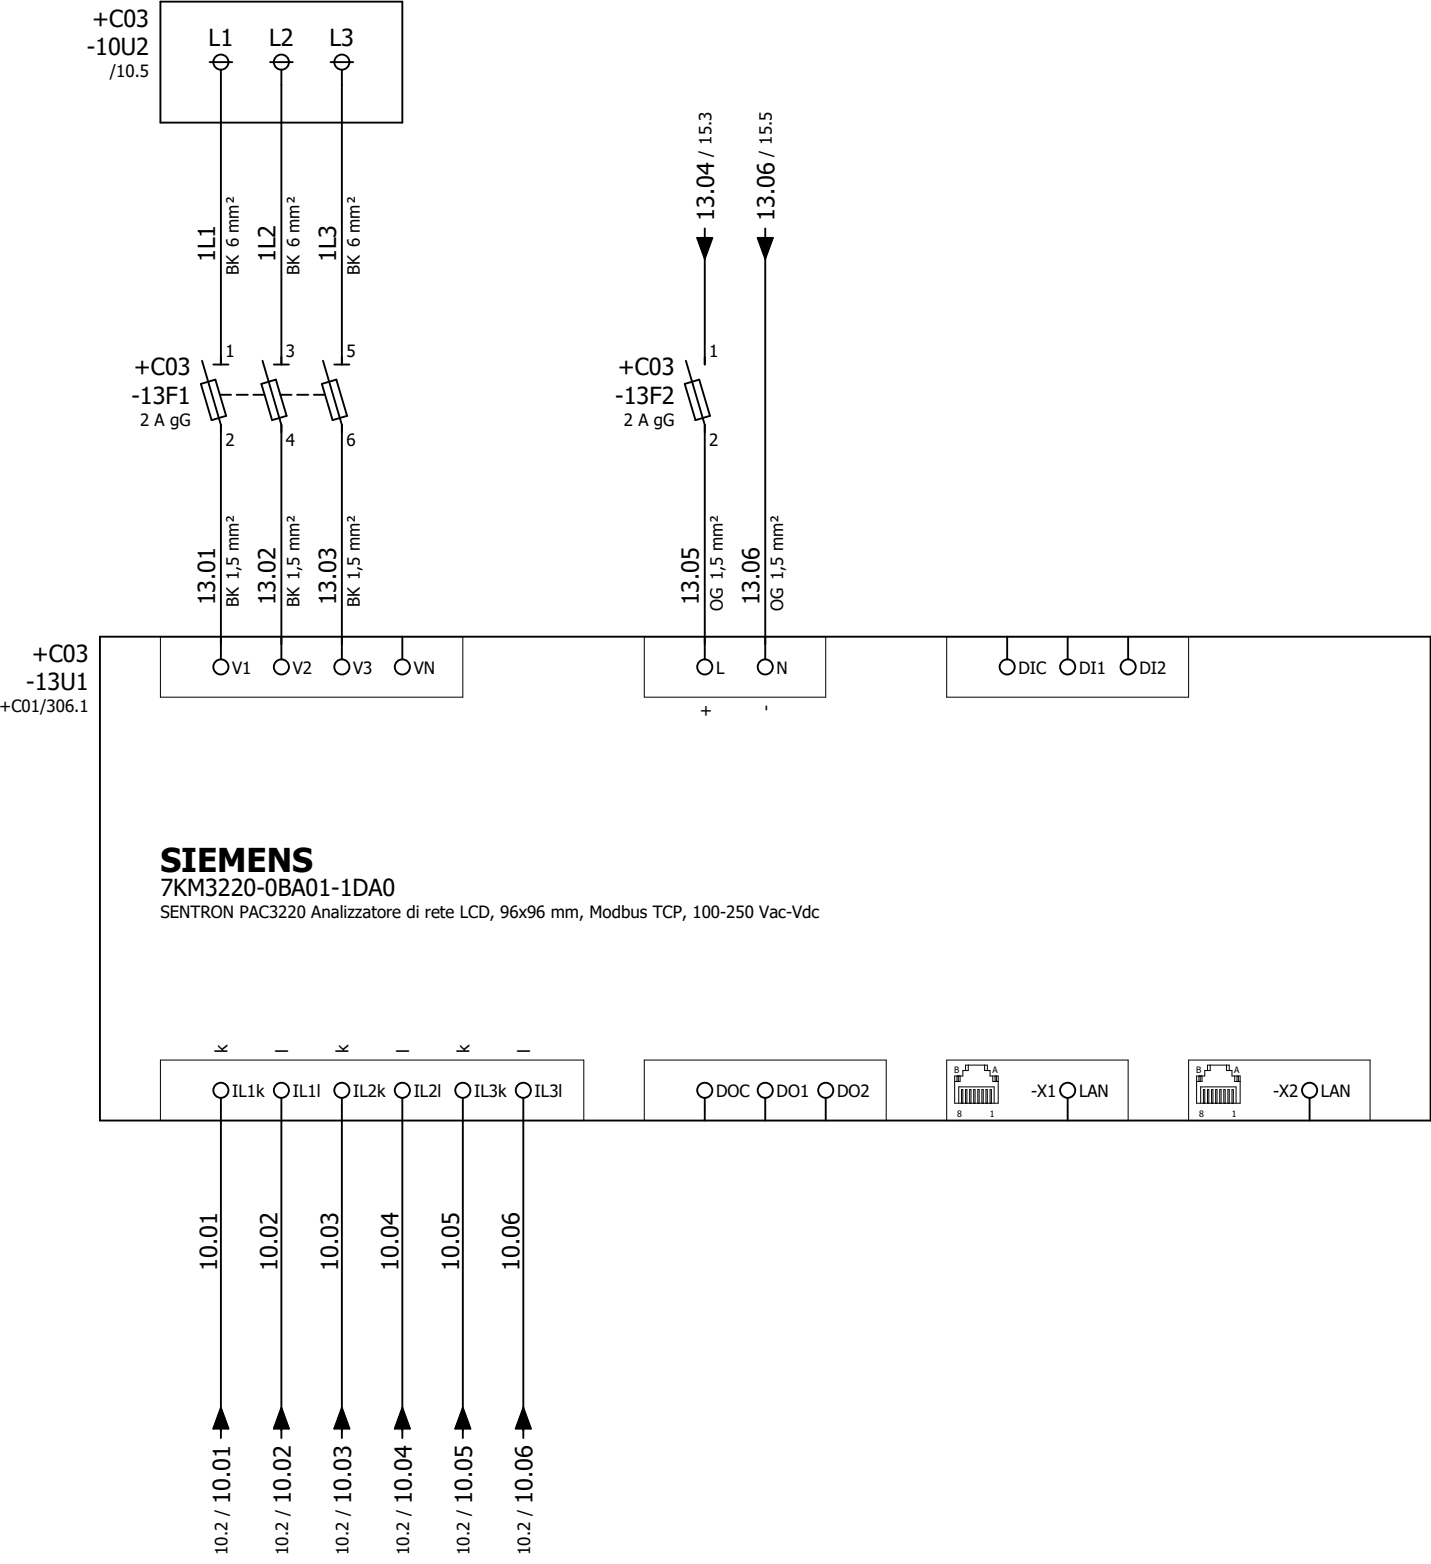 +C03
-10U2
/10.5
L1 L2 L3
13.04 / 15.3
13.06 / 15.5
1L1
BK 6 mm²
1L2
BK 6 mm²
1L3
BK 6 mm²
+C03
-13F1
2 A gG
1 3 5
2 4 6
+C03
-13F2
2 A gG
1
2
13.01
BK 1,5 mm²
13.02
BK 1,5 mm²
13.03
BK 1,5 mm²
13.05
OG 1,5 mm²
13.06
OG 1,5 mm²
+C03
-13U1
+C01/306.1
V1 V2 V3 VN
L N
+ -
DIC DI1 DI2
SIEMENS
7KM3220-0BA01-1DA0
SENTRON PAC3220 Analizzatore di rete LCD, 96x96 mm, Modbus TCP, 100-250 Vac-Vdc
k l k l k l
IL1k IL1l IL2k IL2l IL3k IL3l
DOC DO1 DO2
B A
8 1
-X1 LAN
B A
8 1
-X2 LAN
10.01
10.02
10.03
10.04
10.05
10.06
10.2 / 10.01
10.2 / 10.02
10.2 / 10.03
10.2 / 10.04
10.2 / 10.05
10.2 / 10.06